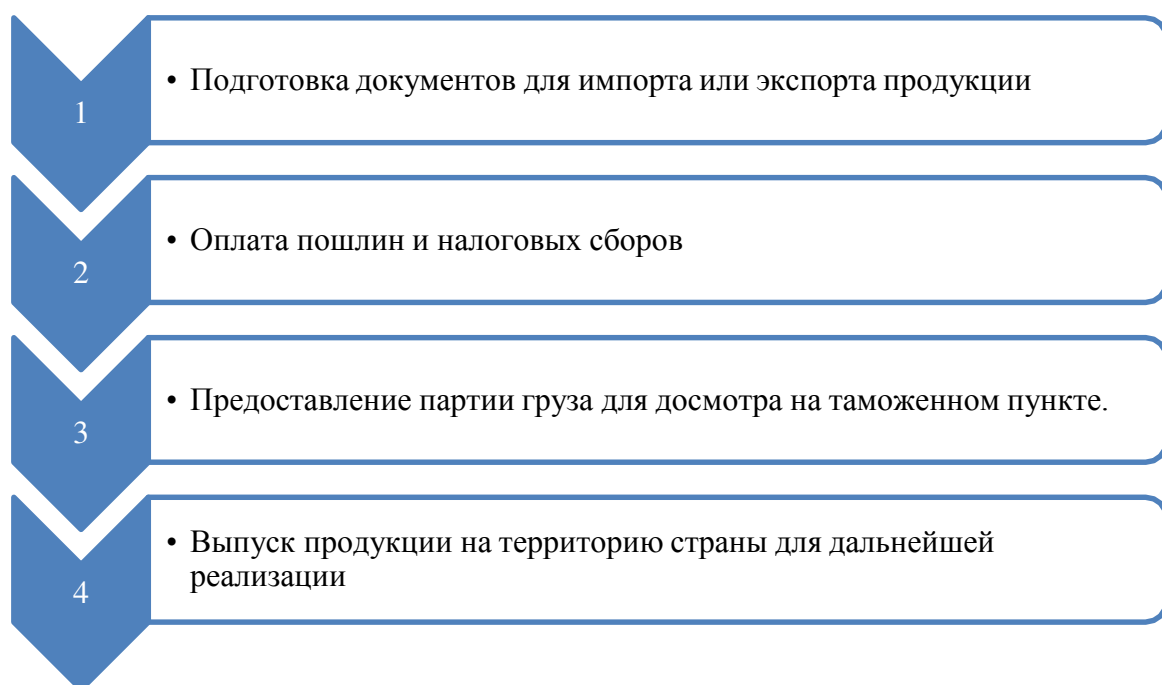 1
• Подготовка документов для импорта или экспорта продукции
2
• Оплата пошлин и налоговых сборов
3
• Предоставление партии груза для досмотра на таможенном пункте.
4
• Выпуск продукции на территорию страны для дальнейшей
реализации